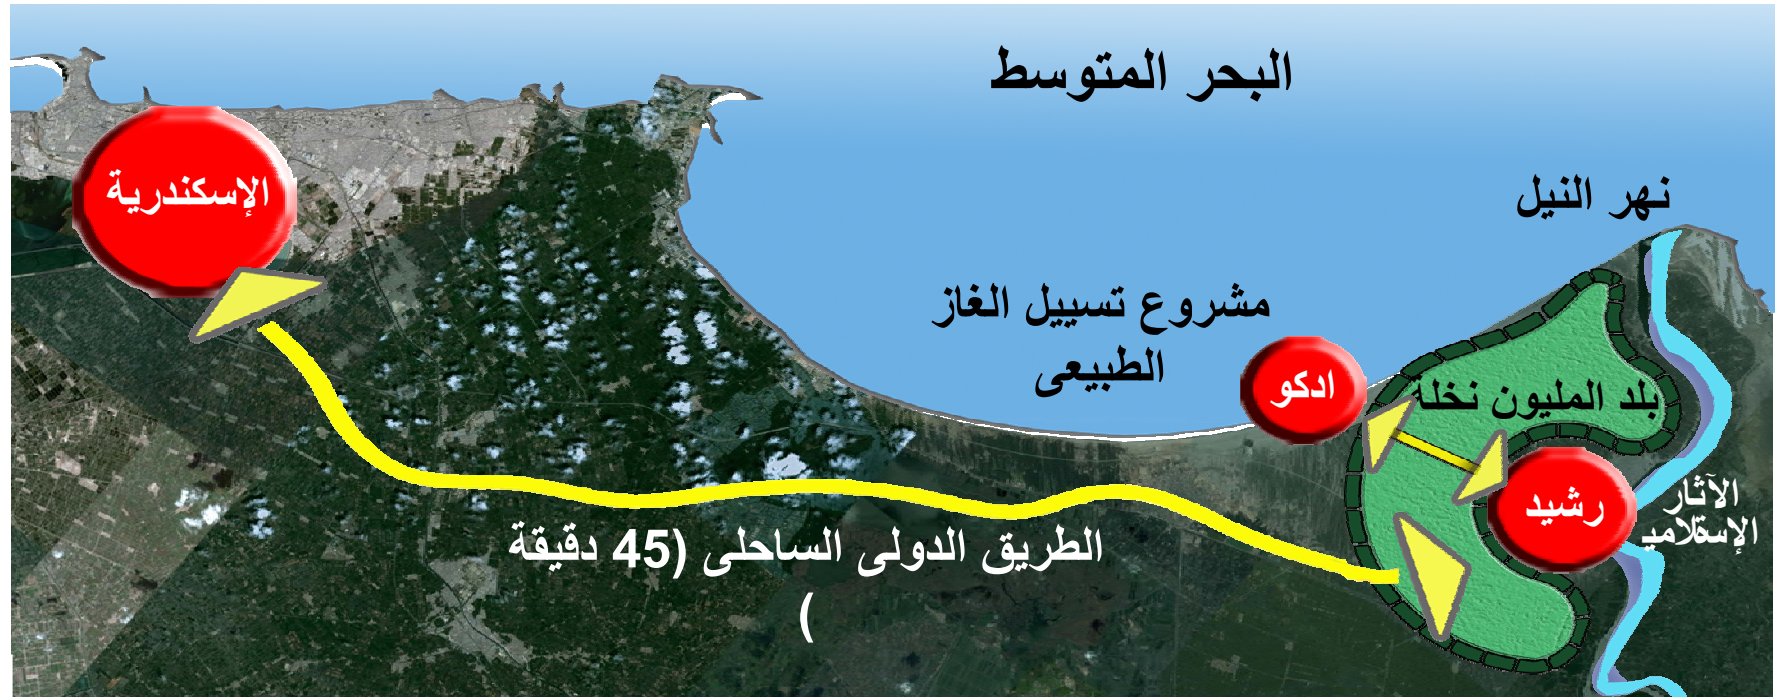 البحر المتوسط
نهر النيل
الإسكندرية
مشروع تسييل الغاز
الطبيعى
ادكو
بلد المليون نخلة
رشيد
الآثار
الإسلامية
الطريق الدولى الساحلى (45 دقيقة
)